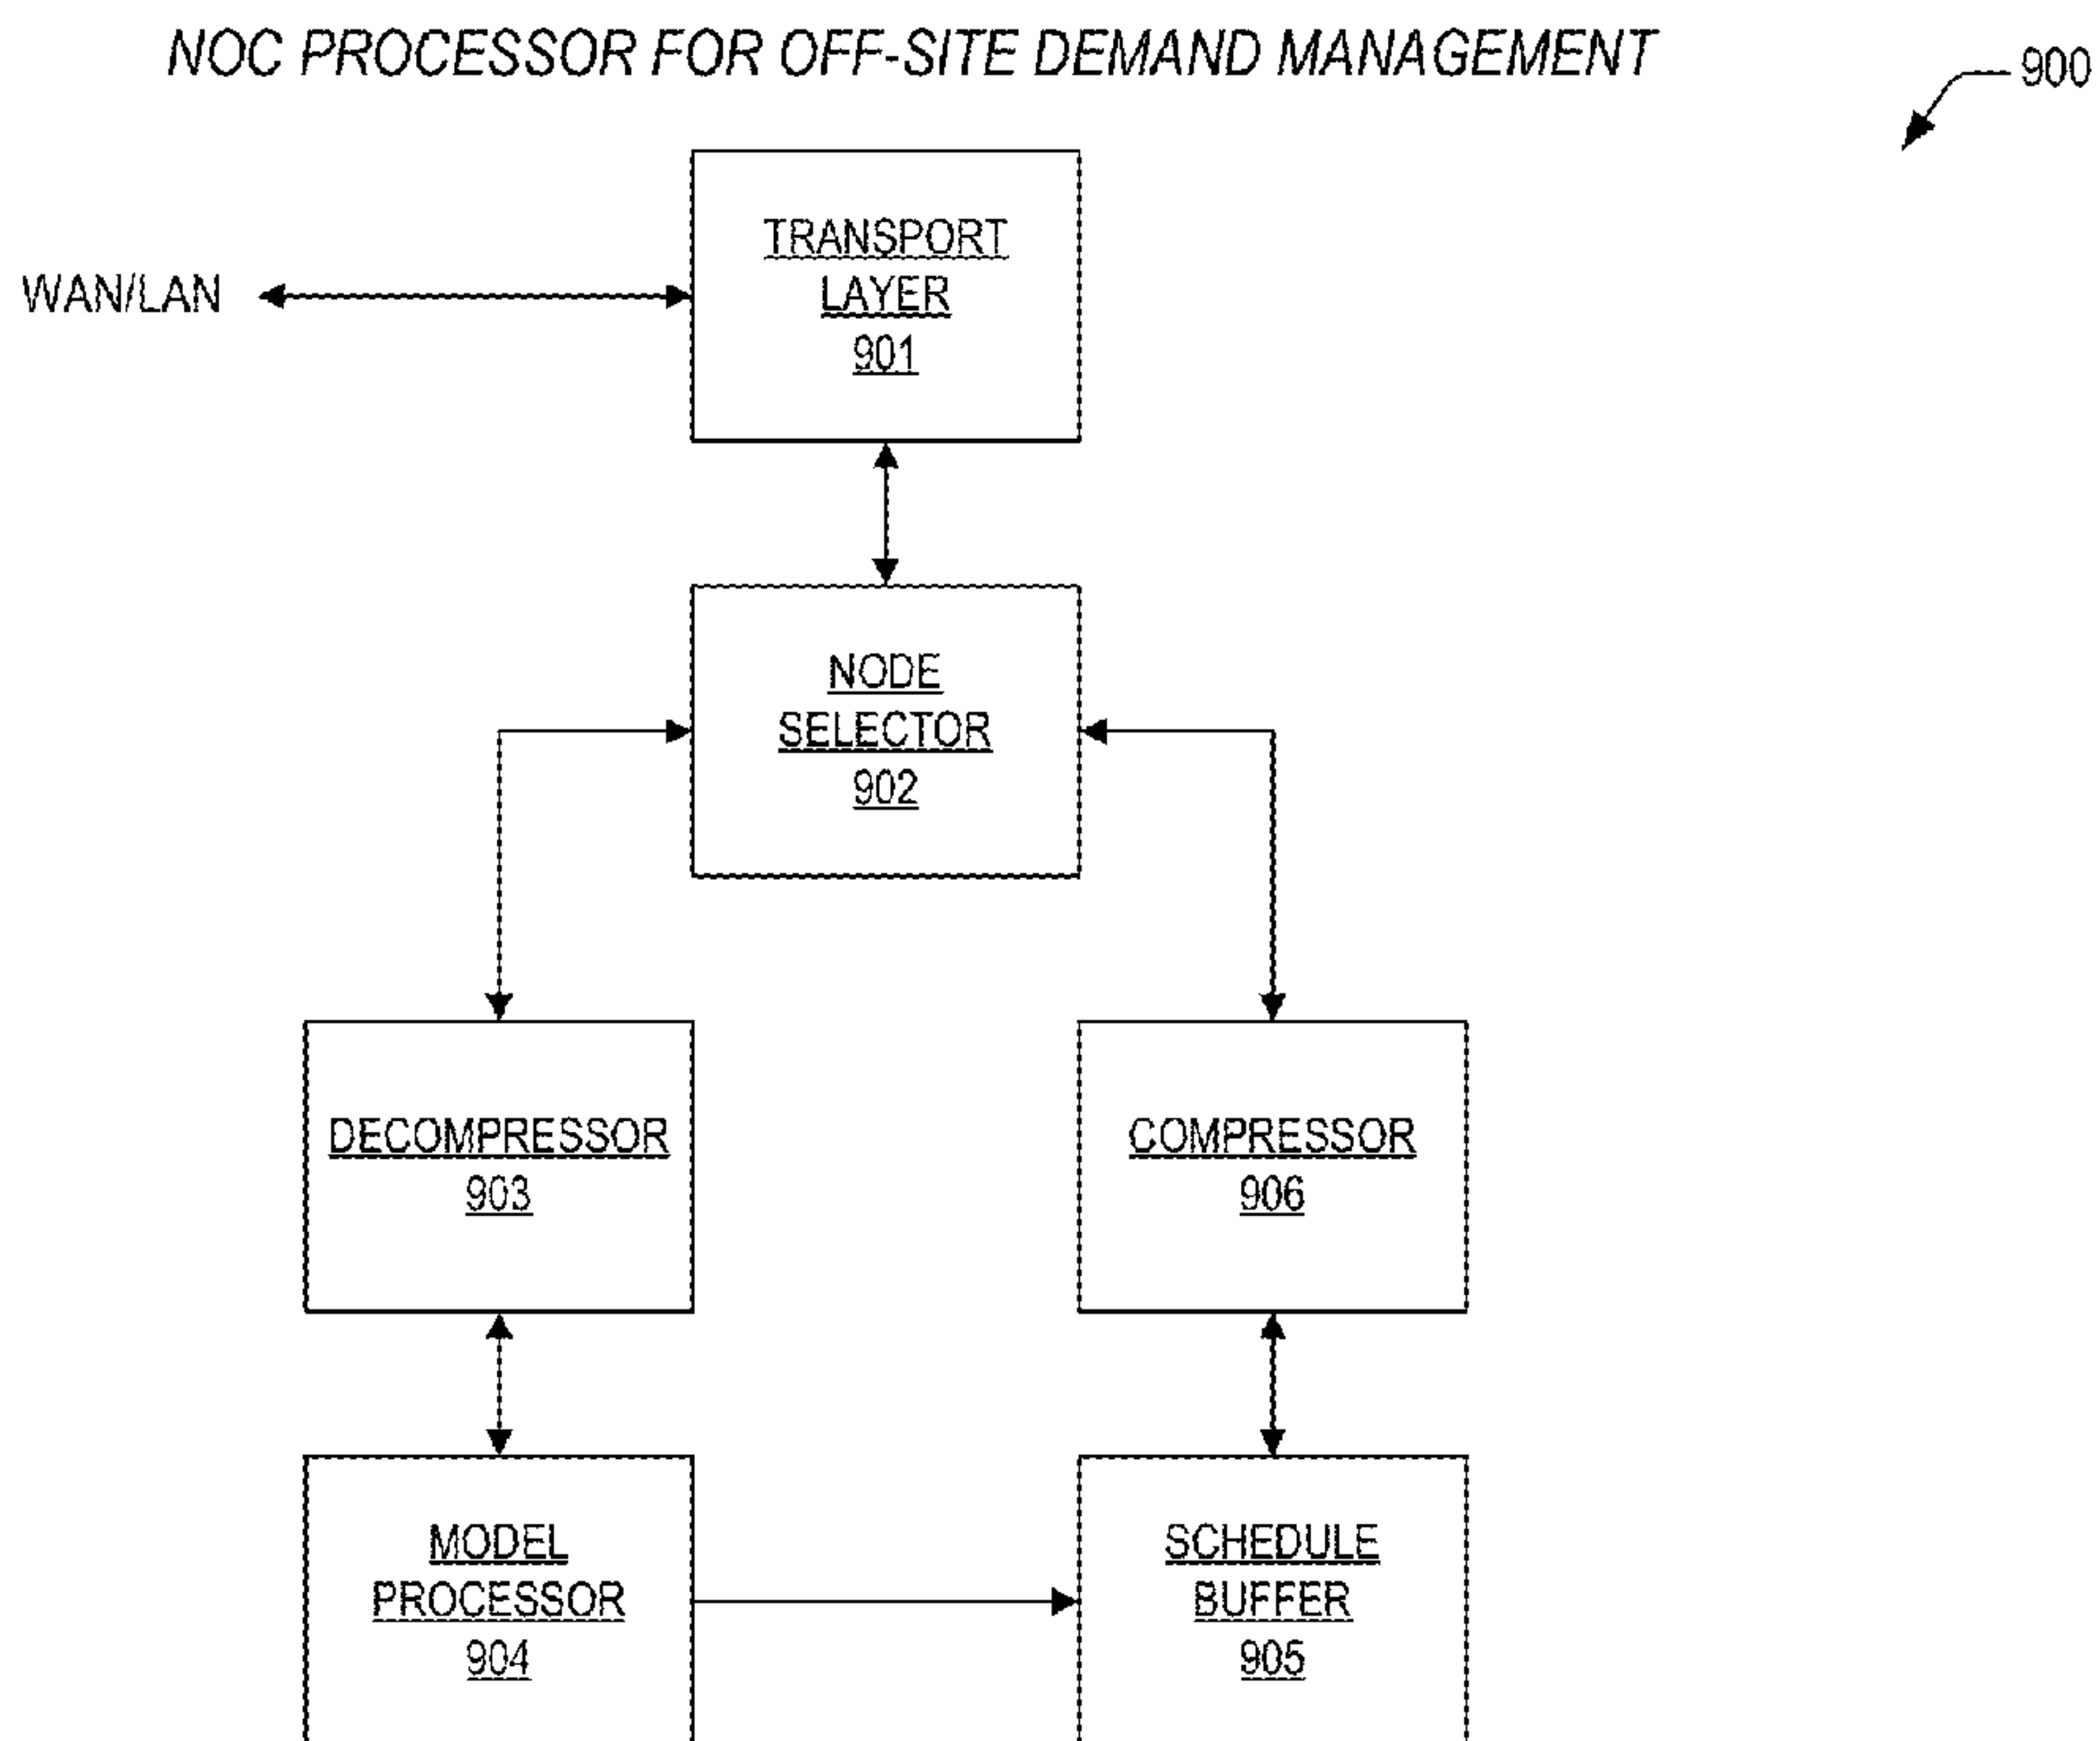 NOC PROCESSOR FOR OFF-SITE DEMAND MANAGEMENT
900
TRANSPORT
LAYER
901
WAN/LAN
NODE
SELECTOR
902
DECOMPRESSOR
903
COMPRESSOR
906
MODEL
PROCESSOR
904
SCHEDULE
BUFFER
905